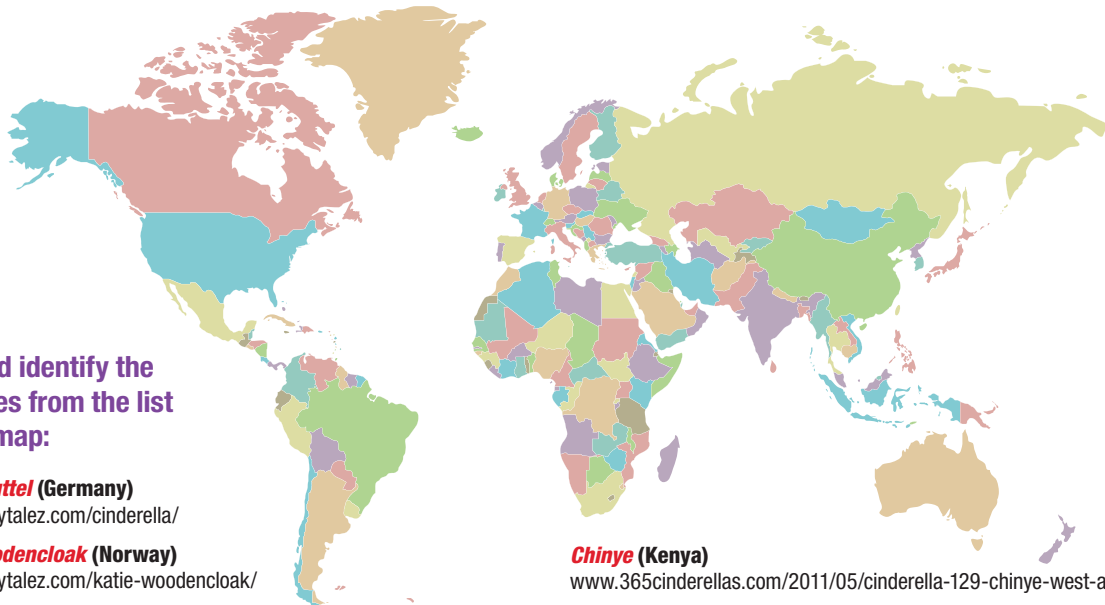 d identify the
es from the list
map:
ttel (Germany)
ytalez.com/cinderella/
odencloak (Norway)
ytalez.com/katie-woodencloak/
Chinye (Kenya)
www.365cinderellas.com/2011/05/cinderella-129-chinye-west-a